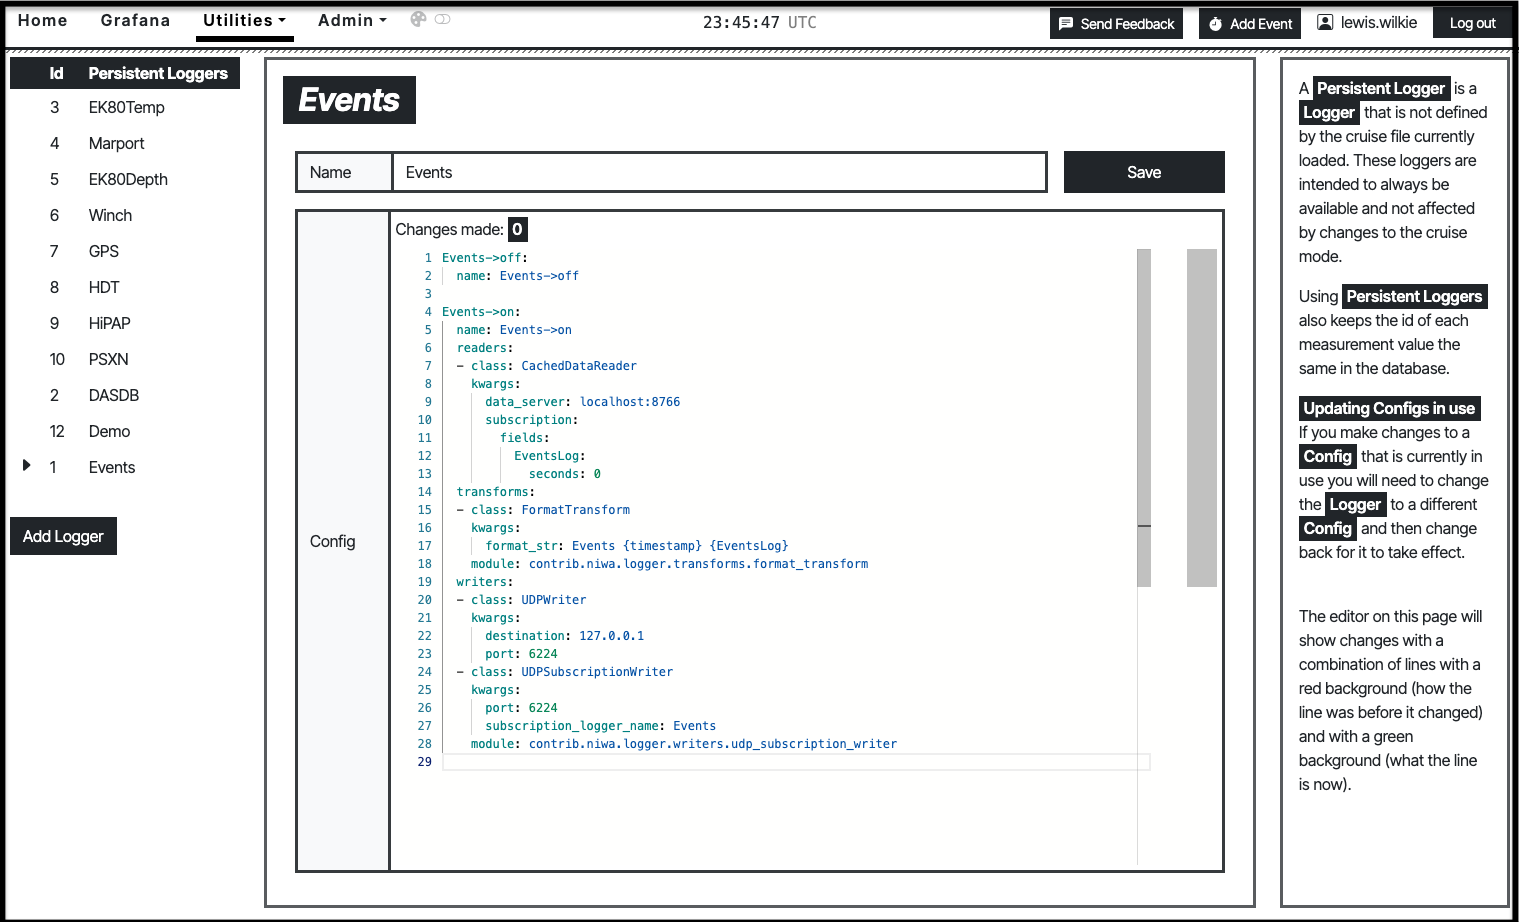 Home Grafana Utilities Admin 23:45:47 UTC Send Feedback Add Event lewis.wilkie Log out
Id Persistent Loggers
3 EK80Temp
4 Marport
5 EK80Depth
6 Winch
7 GPS
8 HDT
9 HiPAP
10 PSXN
2 DASDB
12 Demo
1 Events
Add Logger
Events
Name Events Save
Config
Changes made: 0
1 Events->off:
2 name: Events->off
3
4 Events->on:
5 name: Events->on
6 readers:
7 - class: CachedDataReader
8 kwargs:
9 data_server: localhost:8766
10 subscription:
11 fields:
12 EventsLog:
13 seconds: 0
14 transforms:
15 - class: FormatTransform
16 kwargs:
17 format_str: Events {timestamp} {EventsLog}
18 module: contrib.niwa.logger.transforms.format_transform
19 writers:
20 - class: UDPWriter
21 kwargs:
22 destination: 127.0.0.1
23 port: 6224
24 - class: UDPSubscriptionWriter
25 kwargs:
26 port: 6224
27 subscription_logger_name: Events
28 module: contrib.niwa.logger.writers.udp_subscription_writer
29
A Persistent Logger is a
Logger that is not defined
by the cruise file currently
loaded. These loggers are
intended to always be
available and not affected
by changes to the cruise
mode.
Using Persistent Loggers
also keeps the id of each
measurement value the
same in the database.
Updating Configs in use
If you make changes to a
Config that is currently in
use you will need to change
the Logger to a different
Config and then change
back for it to take effect.
The editor on this page will
show changes with a
combination of lines with a
red background (how the
line was before it changed)
and with a green
background (what the line
is now).